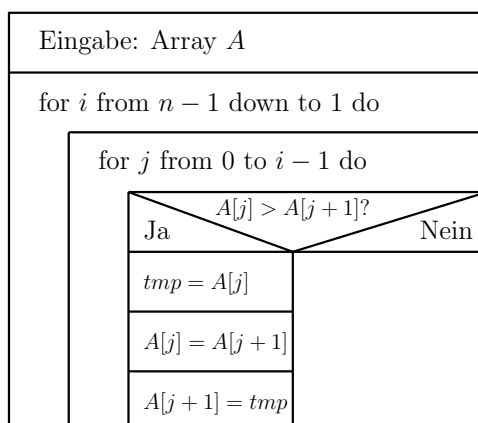 Eingabe: Array A
for i from n − 1 down to 1 do
for j from 0 to i − 1 do
A[j] > A[j + 1]?
Ja
Nein
tmp = A[j]
A[j] = A[j + 1]
A[j + 1] = tmp